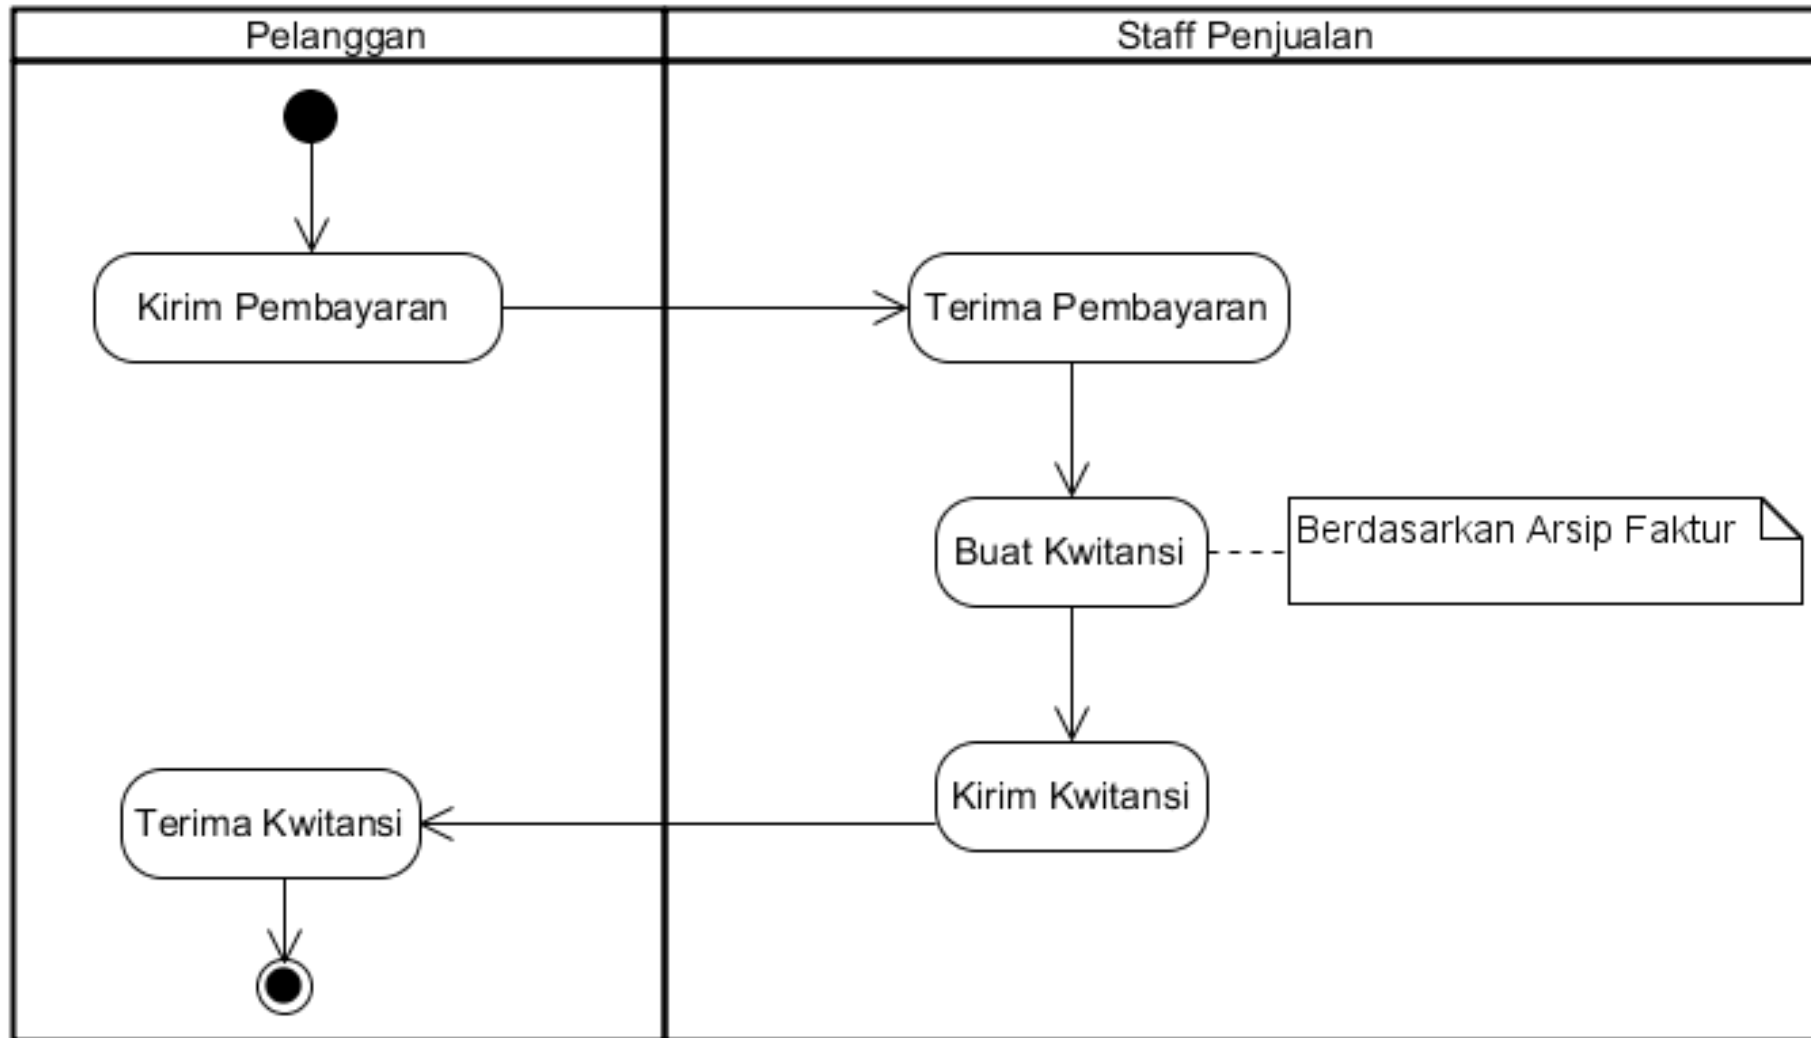 Pelanggan
Staff Penjualan
Kirim Pembayaran
Terima Pembayaran
Buat Kwitansi
Berdasarkan Arsip Faktur
Kirim Kwitansi
Terima Kwitansi